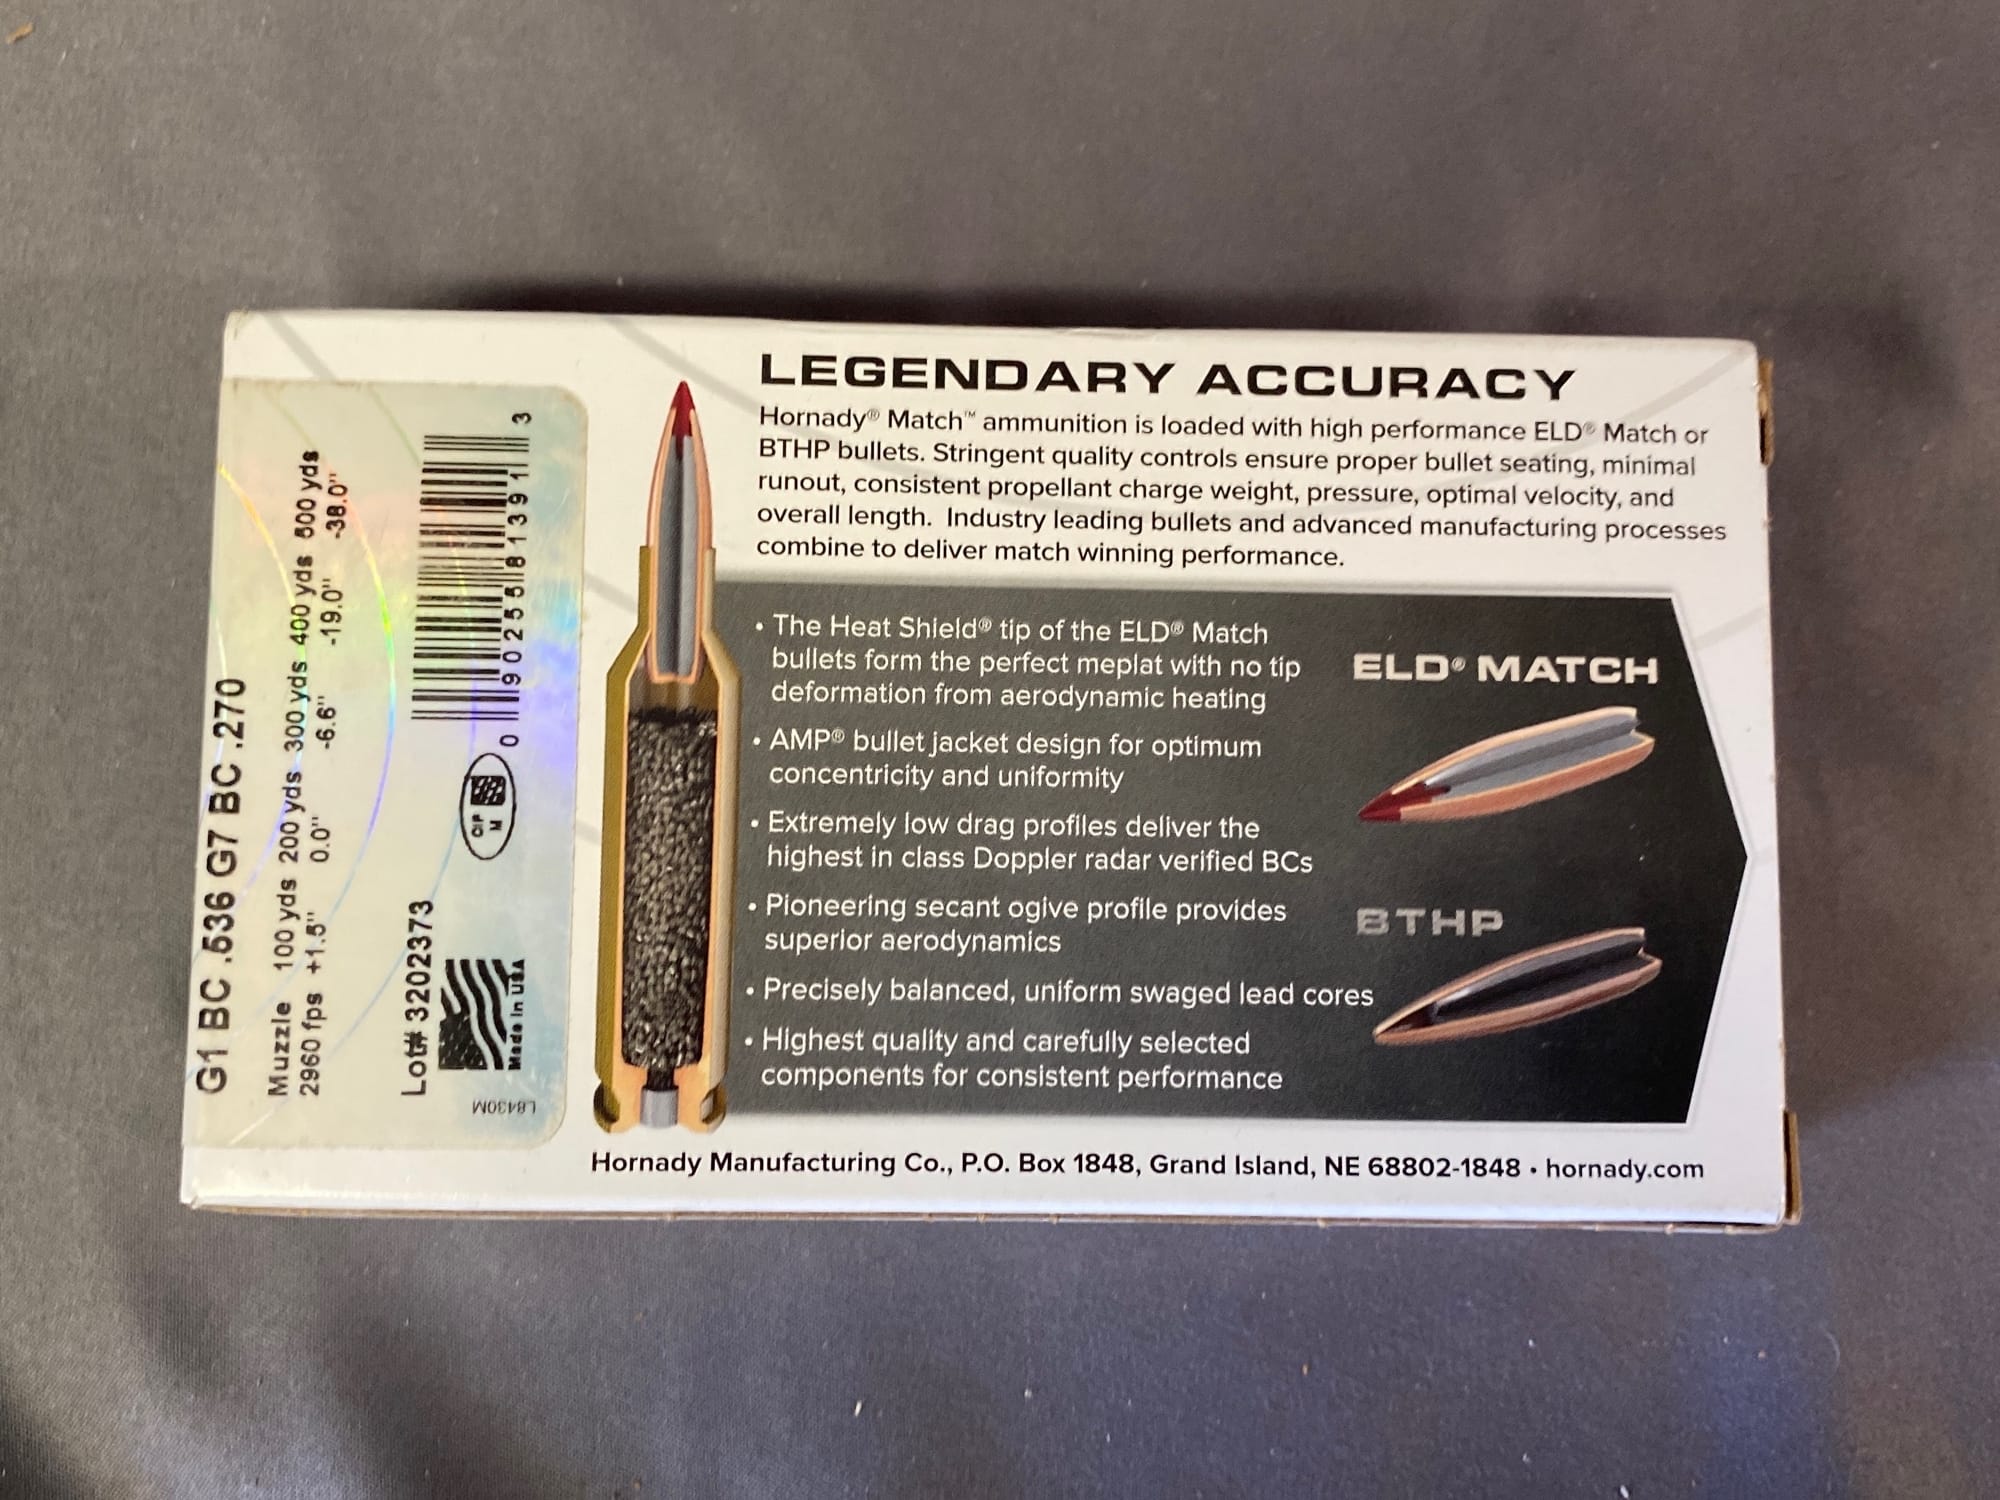 G1 BC .536 G7 BC .270
Muzzle 100 yds 200 yds 300 yds 400 yds 500 yds
2960 fps +1.5" 0.0" -6.6" -19.0" -38.0"
Lot# 3202373
Made in USA
CIP
M
0 90255 81391 3
L8430M
LEGENDARY ACCURACY
Hornady® Match™ ammunition is loaded with high performance ELD® Match or
BTHP bullets. Stringent quality controls ensure proper bullet seating, minimal
runout, consistent propellant charge weight, pressure, optimal velocity, and
overall length. Industry leading bullets and advanced manufacturing processes
combine to deliver match winning performance.
• The Heat Shield® tip of the ELD® Match
bullets form the perfect meplat with no tip
deformation from aerodynamic heating
• AMP® bullet jacket design for optimum
concentricity and uniformity
• Extremely low drag profiles deliver the
highest in class Doppler radar verified BCs
• Pioneering secant ogive profile provides
superior aerodynamics
• Precisely balanced, uniform swaged lead cores
• Highest quality and carefully selected
components for consistent performance
ELD® MATCH
BTHP
Hornady Manufacturing Co., P.O. Box 1848, Grand Island, NE 68802-1848 • hornady.com